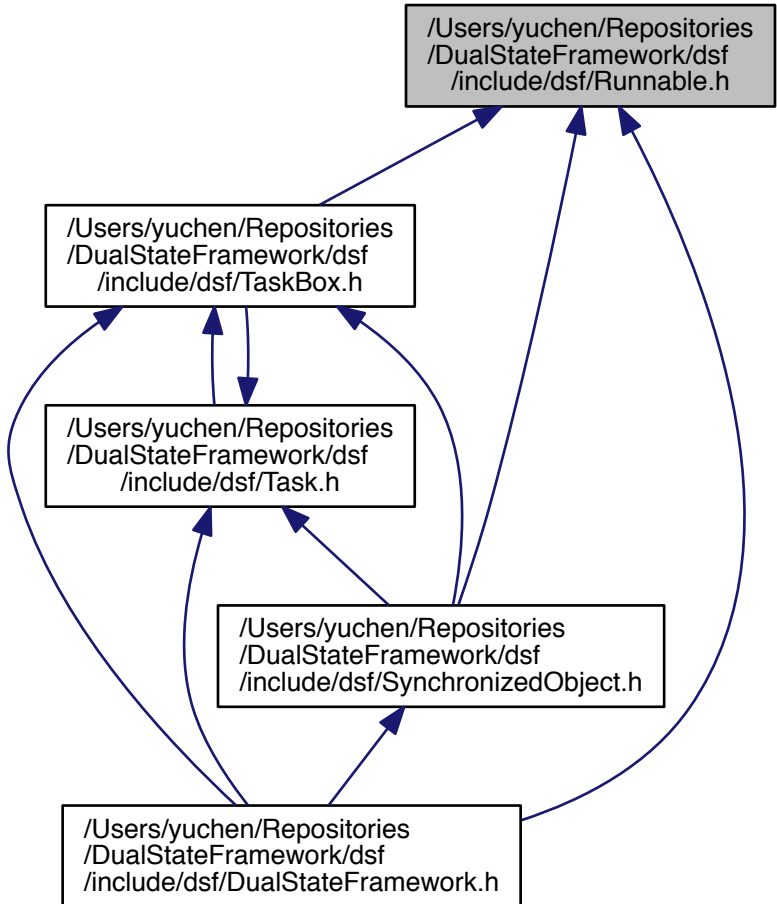 /Users/yuchen/Repositories
/DualStateFramework/dsf
/include/dsf/Runnable.h
/Users/yuchen/Repositories
/DualStateFramework/dsf
/include/dsf/TaskBox.h
/Users/yuchen/Repositories
/DualStateFramework/dsf
/include/dsf/Task.h
/Users/yuchen/Repositories
/DualStateFramework/dsf
/include/dsf/SynchronizedObject.h
/Users/yuchen/Repositories
/DualStateFramework/dsf
/include/dsf/DualStateFramework.h